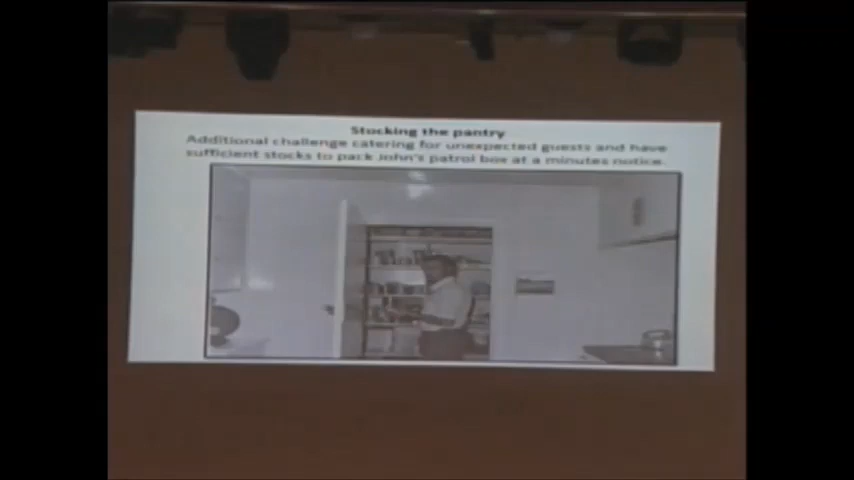 Stocking the pantry
Additional challenge catering for unexpected guests and have
sufficient stocks to pack John's patrol box at a minutes notice.